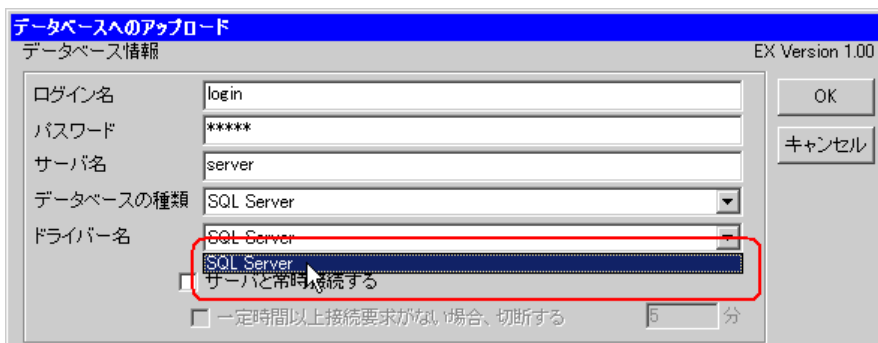 データベースへのアップロード
データベース情報
EX Version 1.00
ログイン名 login
OK
パスワード *****
キャンセル
サーバ名 server
データベースの種類 SQL Server
ドライバー名 SQL Server
SQL Server
サーバと常時接続する
一定時間以上接続要求がない場合、切断する 5 分